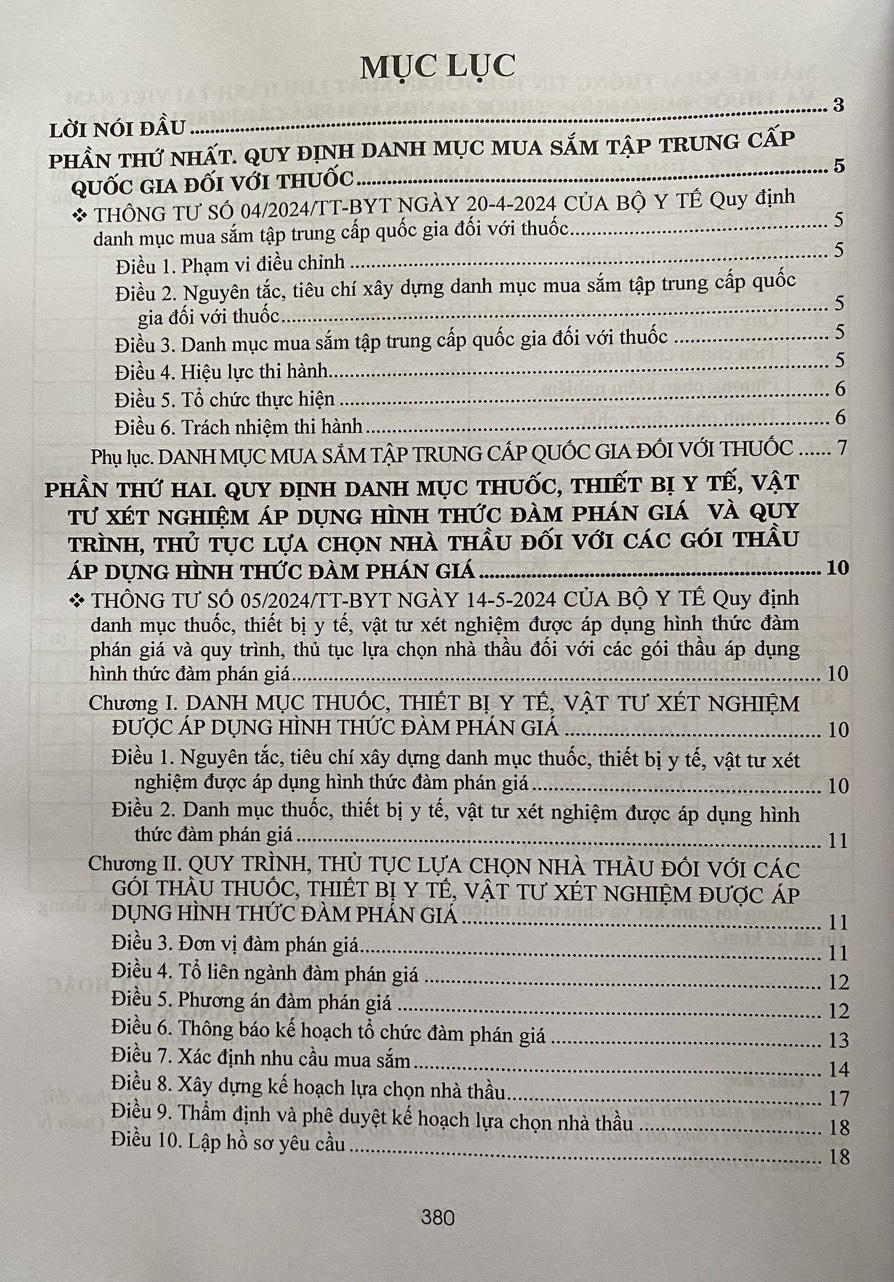 MỤC LỤC
LỜI NÓI ĐẦU ........ 3
PHẦN THỨ NHẤT. QUY ĐỊNH DANH MỤC MUA SẮM TẬP TRUNG CẤP
QUỐC GIA ĐỐI VỚI THUỐC ........ 5
❖ THÔNG TƯ SỐ 04/2024/TT-BYT NGÀY 20-4-2024 CỦA BỘ Y TẾ Quy định
danh mục mua sắm tập trung cấp quốc gia đối với thuốc ........ 5
Điều 1. Phạm vi điều chỉnh ........ 5
Điều 2. Nguyên tắc, tiêu chí xây dựng danh mục mua sắm tập trung cấp quốc
gia đối với thuốc ........ 5
Điều 3. Danh mục mua sắm tập trung cấp quốc gia đối với thuốc ........ 5
Điều 4. Hiệu lực thi hành ........ 5
Điều 5. Tổ chức thực hiện ........ 6
Điều 6. Trách nhiệm thi hành ........ 6
Phụ lục. DANH MỤC MUA SẮM TẬP TRUNG CẤP QUỐC GIA ĐỐI VỚI THUỐC ...... 7
PHẦN THỨ HAI. QUY ĐỊNH DANH MỤC THUỐC, THIẾT BỊ Y TẾ, VẬT
TƯ XÉT NGHIỆM ÁP DỤNG HÌNH THỨC ĐÀM PHÁN GIÁ VÀ QUY
TRÌNH, THỦ TỤC LỰA CHỌN NHÀ THẦU ĐỐI VỚI CÁC GÓI THẦU
ÁP DỤNG HÌNH THỨC ĐÀM PHÁN GIÁ ........ 10
❖ THÔNG TƯ SỐ 05/2024/TT-BYT NGÀY 14-5-2024 CỦA BỘ Y TẾ Quy định
danh mục thuốc, thiết bị y tế, vật tư xét nghiệm được áp dụng hình thức đàm
phán giá và quy trình, thủ tục lựa chọn nhà thầu đối với các gói thầu áp dụng
hình thức đàm phán giá ........ 10
Chương I. DANH MỤC THUỐC, THIẾT BỊ Y TẾ, VẬT TƯ XÉT NGHIỆM
ĐƯỢC ÁP DỤNG HÌNH THỨC ĐÀM PHÁN GIÁ ........ 10
Điều 1. Nguyên tắc, tiêu chí xây dựng danh mục thuốc, thiết bị y tế, vật tư xét
nghiệm được áp dụng hình thức đàm phán giá ........ 10
Điều 2. Danh mục thuốc, thiết bị y tế, vật tư xét nghiệm được áp dụng hình
thức đàm phán giá ........ 11
Chương II. QUY TRÌNH, THỦ TỤC LỰA CHỌN NHÀ THẦU ĐỐI VỚI CÁC
GÓI THẦU THUỐC, THIẾT BỊ Y TẾ, VẬT TƯ XÉT NGHIỆM ĐƯỢC ÁP
DỤNG HÌNH THỨC ĐÀM PHÁN GIÁ ........ 11
Điều 3. Đơn vị đàm phán giá ........ 11
Điều 4. Tổ liên ngành đàm phán giá ........ 12
Điều 5. Phương án đàm phán giá ........ 12
Điều 6. Thông báo kế hoạch tổ chức đàm phán giá ........ 13
Điều 7. Xác định nhu cầu mua sắm ........ 14
Điều 8. Xây dựng kế hoạch lựa chọn nhà thầu ........ 17
Điều 9. Thẩm định và phê duyệt kế hoạch lựa chọn nhà thầu ........ 18
Điều 10. Lập hồ sơ yêu cầu ........ 18
380